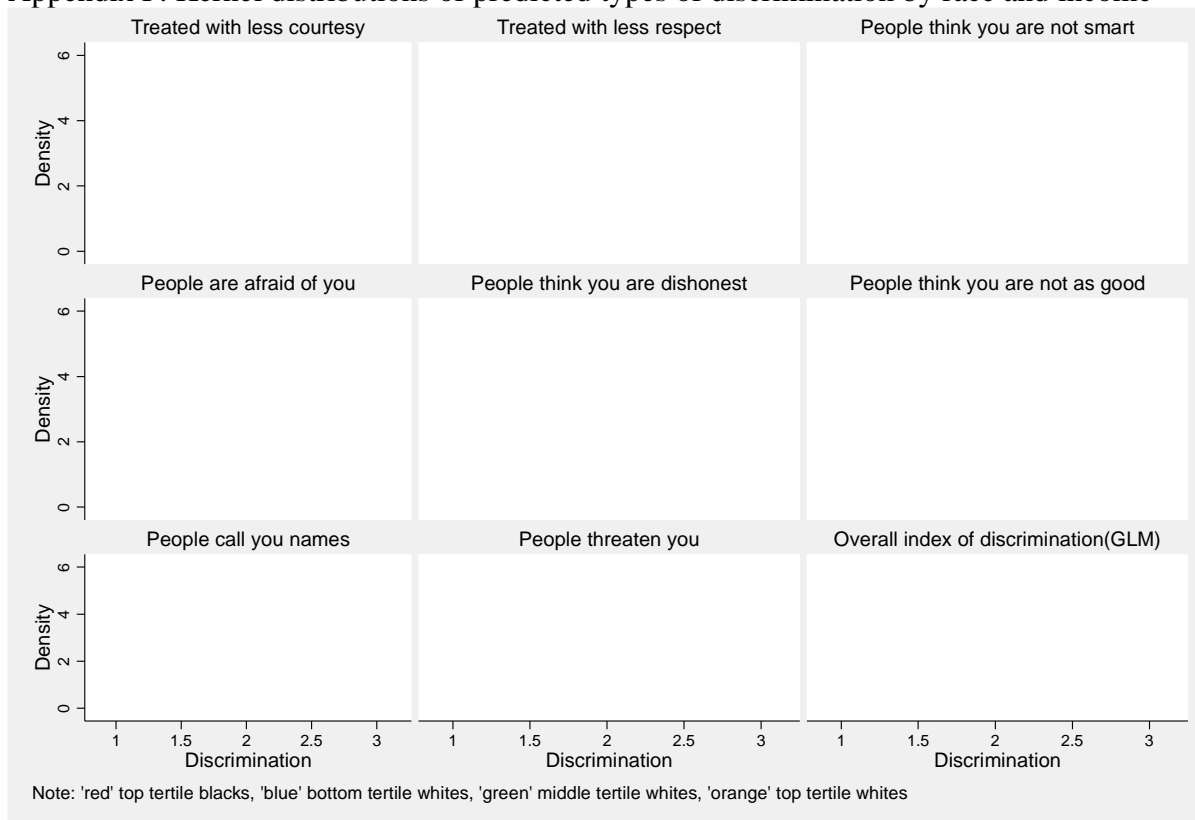 Treated with less courtesy Treated with less respect People think you are not smart
Density
6
4
2
0
People are afraid of you People think you are dishonest People think you are not as good
Density
6
4
2
0
People call you names People threaten you Overall index of discrimination(GLM)
Density
6
4
2
0
1 1.5 2 2.5 3 1 1.5 2 2.5 3 1 1.5 2 2.5 3
Discrimination Discrimination Discrimination
Note: 'red' top tertile blacks, 'blue' bottom tertile whites, 'green' middle tertile whites, 'orange' top tertile whites